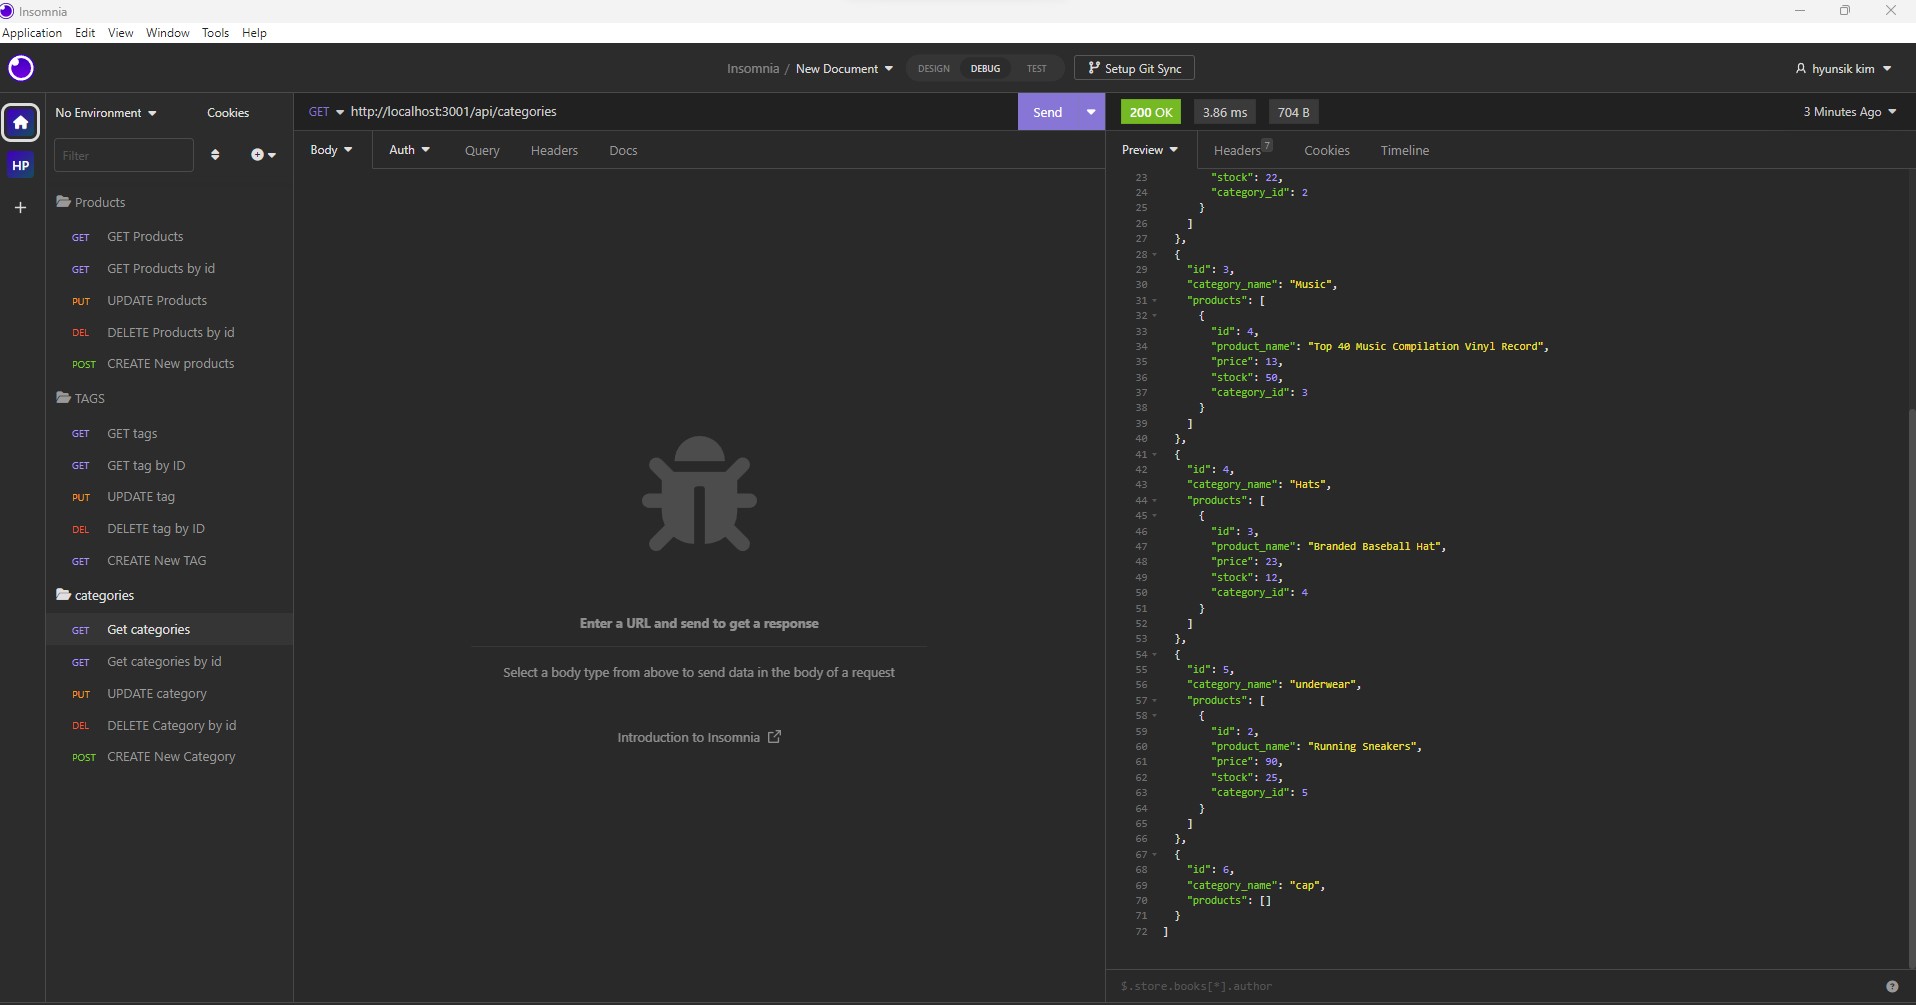 Insomnia
Application Edit View Window Tools Help
Insomnia / New Document DESIGN DEBUG TEST Setup Git Sync hyunsik kim
No Environment Cookies
Filter
HP
Products
GET GET Products
GET GET Products by id
PUT UPDATE Products
DEL DELETE Products by id
POST CREATE New products
TAGS
GET GET tags
GET GET tag by ID
PUT UPDATE tag
DEL DELETE tag by ID
GET CREATE New TAG
categories
GET Get categories
GET Get categories by id
PUT UPDATE category
DEL DELETE Category by id
POST CREATE New Category
GET http://localhost:3001/api/categories Send
Body Auth Query Headers Docs
Enter a URL and send to get a response
Select a body type from above to send data in the body of a request
Introduction to Insomnia
200 OK 3.86 ms 704 B 3 Minutes Ago
Preview Headers 7 Cookies Timeline
23 "stock": 22,
24 "category_id": 2
25 }
26 ]
27 },
28 {
29 "id": 3,
30 "category_name": "Music",
31 "products": [
32 {
33 "id": 4,
34 "product_name": "Top 40 Music Compilation Vinyl Record",
35 "price": 13,
36 "stock": 50,
37 "category_id": 3
38 }
39 ]
40 },
41 {
42 "id": 4,
43 "category_name": "Hats",
44 "products": [
45 {
46 "id": 3,
47 "product_name": "Branded Baseball Hat",
48 "price": 23,
49 "stock": 12,
50 "category_id": 4
51 }
52 ]
53 },
54 {
55 "id": 5,
56 "category_name": "underwear",
57 "products": [
58 {
59 "id": 2,
60 "product_name": "Running Sneakers",
61 "price": 90,
62 "stock": 25,
63 "category_id": 5
64 }
65 ]
66 },
67 {
68 "id": 6,
69 "category_name": "cap",
70 "products": []
71 }
72 ]
$.store.books[*].author